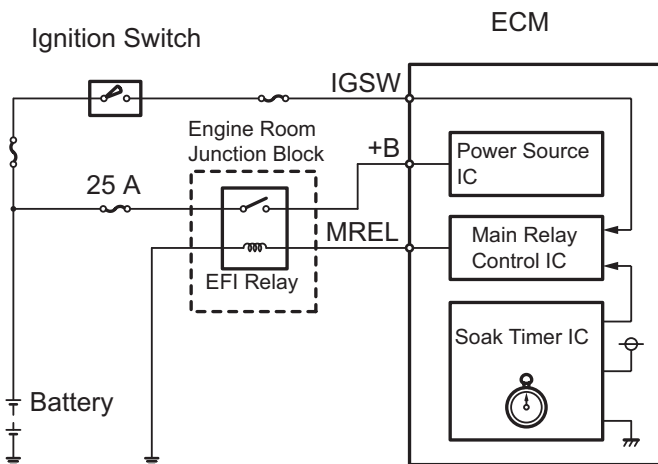 ECM
Ignition Switch
IGSW
Engine Room
Junction Block
+B
Power Source
IC
25 A
MREL
Main Relay
Control IC
EFI Relay
Soak Timer IC
Battery